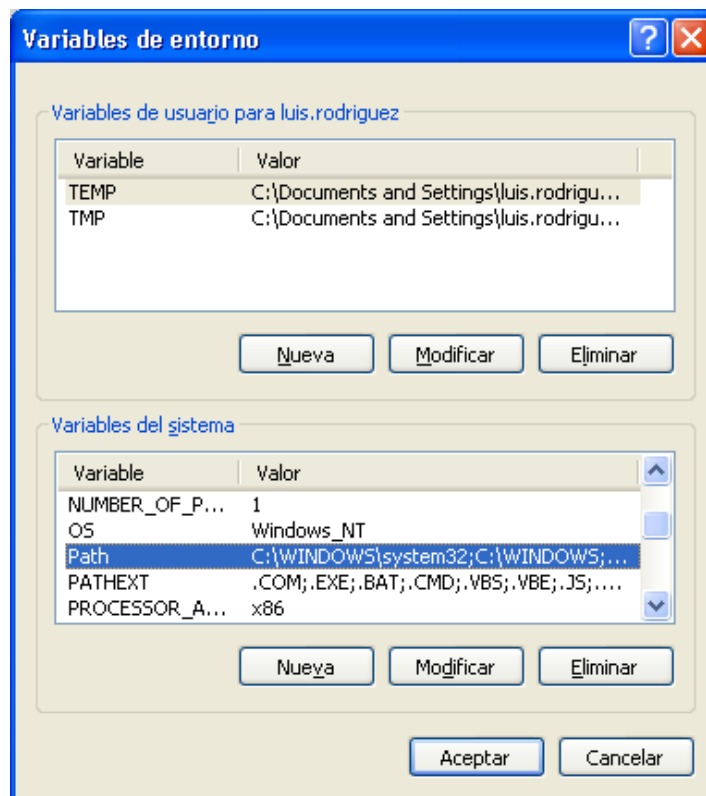 Variables de entorno
Variables de usuario para luis.rodriguez
Variable Valor
TEMP C:\Documents and Settings\luis.rodrigu...
TMP C:\Documents and Settings\luis.rodrigu...
Nueva Modificar Eliminar
Variables del sistema
Variable Valor
NUMBER_OF_P... 1
OS Windows_NT
Path C:\WINDOWS\system32;C:\WINDOWS;...
PATHEXT .COM;.EXE;.BAT;.CMD;.VBS;.VBE;.JS;....
PROCESSOR_A... x86
Nueva Modificar Eliminar
Aceptar Cancelar